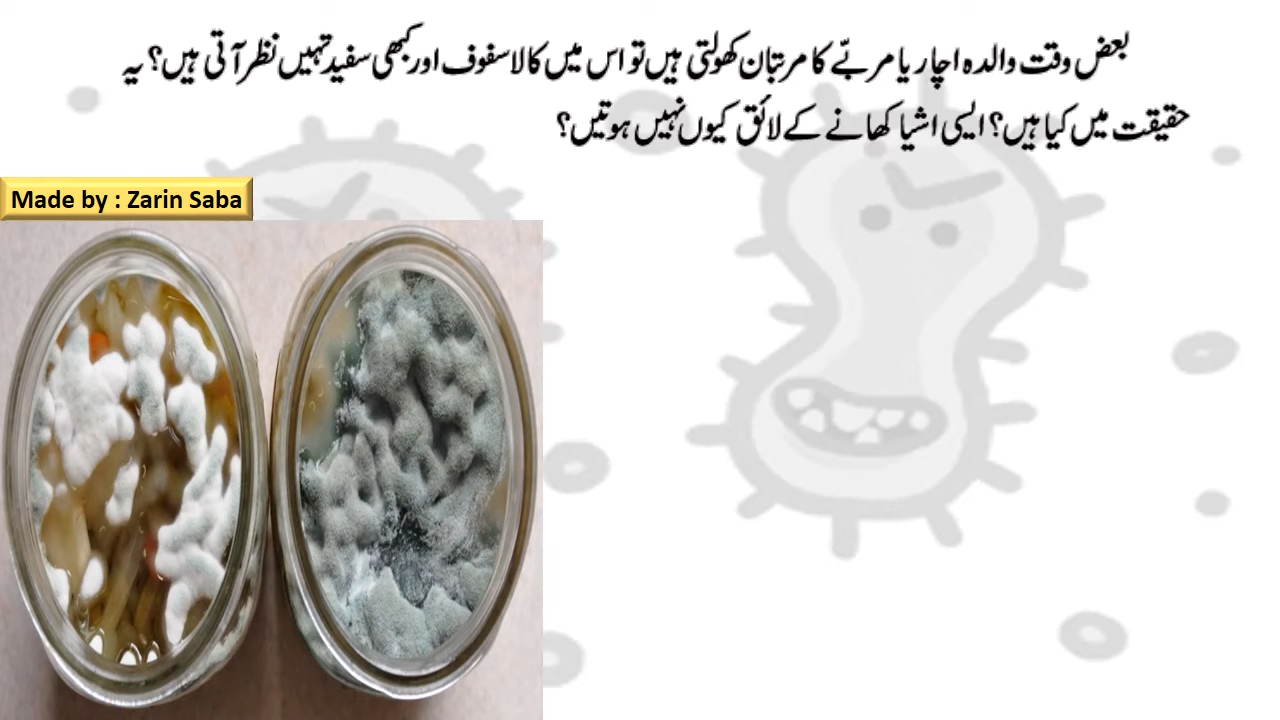 بعض وقت والدہ اچار یا مربّے کا مرتبان کھولتی ہیں تو اس میں کالا سفوف اور کبھی سفید تہیں نظر آتی ہیں؟ یہ
حقیقت میں کیا ہیں؟ ایسی اشیا کھانے کے لائق کیوں نہیں ہوتیں؟
Made by : Zarin Saba